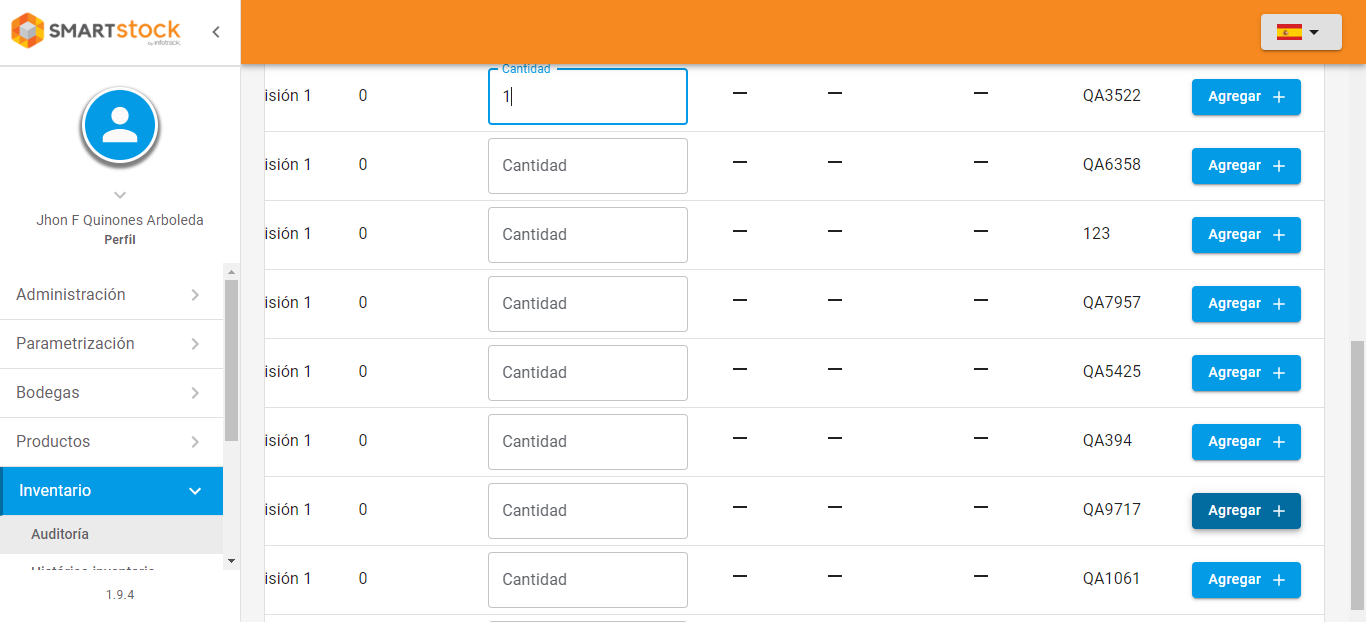 SMARTSTOCK
by infotrack.
Jhon F Quinones Arboleda
Perfil
Administración
Parametrización
Bodegas
Productos
Inventario
Auditoría
Histórico inventario
1.9.4
Cantidad
isión 1 0 1 — — — QA3522 Agregar +
isión 1 0 Cantidad — — — QA6358 Agregar +
isión 1 0 Cantidad — — — 123 Agregar +
isión 1 0 Cantidad — — — QA7957 Agregar +
isión 1 0 Cantidad — — — QA5425 Agregar +
isión 1 0 Cantidad — — — QA394 Agregar +
isión 1 0 Cantidad — — — QA9717 Agregar +
isión 1 0 Cantidad — — — QA1061 Agregar +